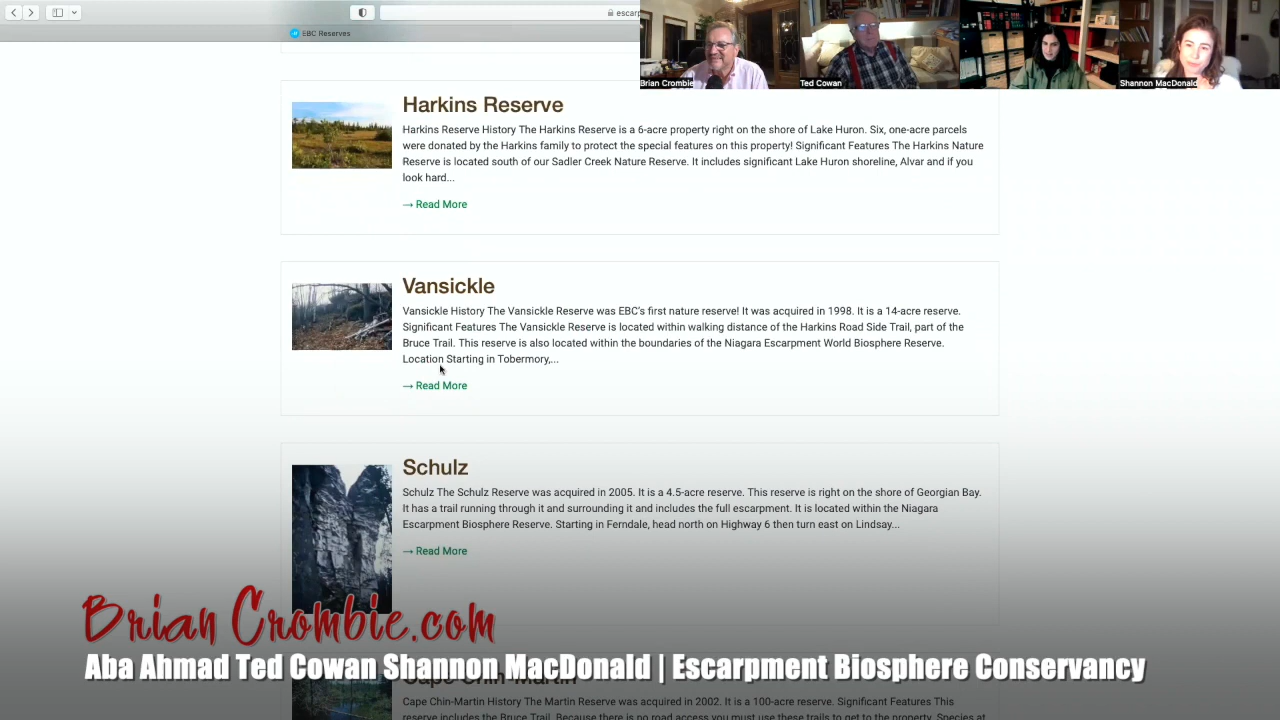 escarp
EBC Reserves
Brian Crombie
Ted Cowan
Shannon MacDonald
Harkins Reserve
Harkins Reserve History The Harkins Reserve is a 6-acre property right on the shore of Lake Huron. Six, one-acre parcels
were donated by the Harkins family to protect the special features on this property! Significant Features The Harkins Nature
Reserve is located south of our Sadler Creek Nature Reserve. It includes significant Lake Huron shoreline, Alvar and if you
look hard...
→ Read More
Vansickle
Vansickle History The Vansickle Reserve was EBC's first nature reserve! It was acquired in 1998. It is a 14-acre reserve.
Significant Features The Vansickle Reserve is located within walking distance of the Harkins Road Side Trail, part of the
Bruce Trail. This reserve is also located within the boundaries of the Niagara Escarpment World Biosphere Reserve.
Location Starting in Tobermory,...
→ Read More
Schulz
Schulz The Schulz Reserve was acquired in 2005. It is a 4.5-acre reserve. This reserve is right on the shore of Georgian Bay.
It has a trail running through it and surrounding it and includes the full escarpment. It is located within the Niagara
Escarpment Biosphere Reserve. Starting in Ferndale, head north on Highway 6 then turn east on Lindsay...
→ Read More
Brian Crombie.com
Aba Ahmad Ted Cowan Shannon MacDonald | Escarpment Biosphere Conservancy
Cape Chin-Martin
Cape Chin-Martin History The Martin Reserve was acquired in 2002. It is a 100-acre reserve. Significant Features This
reserve includes the Bruce Trail. Because there is no road access you must use these trails to get to the property. Species at